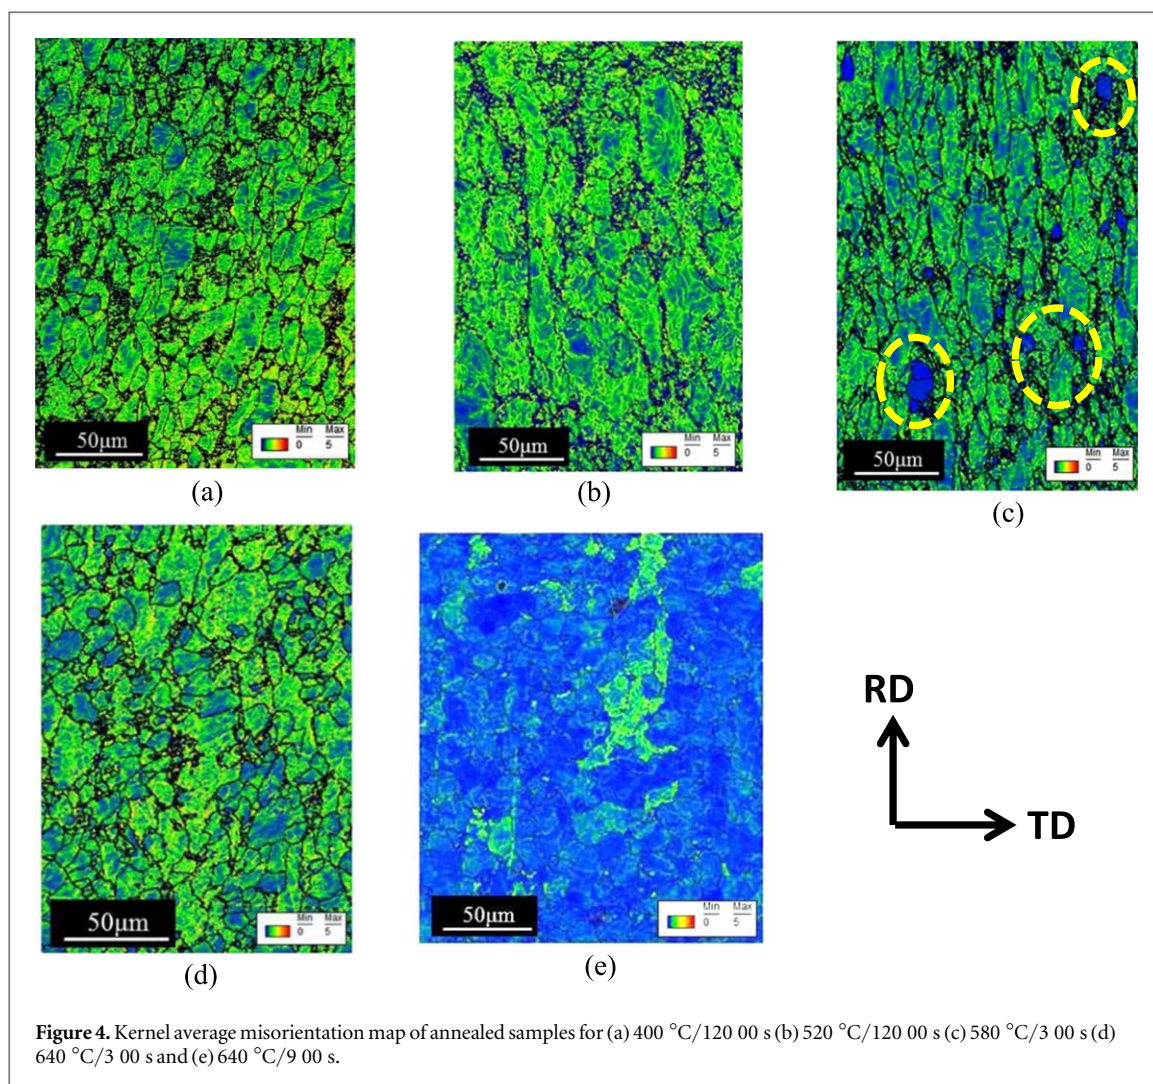 50μm
Min Max
0 5
(a)
50μm
Min Max
0 5
(b)
50μm
Min Max
0 5
(c)
50μm
Min Max
0 5
(d)
50μm
Min Max
0 5
(e)
RD
TD
Figure 4. Kernel average misorientation map of annealed samples for (a) 400 °C/120 00 s (b) 520 °C/120 00 s (c) 580 °C/3 00 s (d)
640 °C/3 00 s and (e) 640 °C/9 00 s.